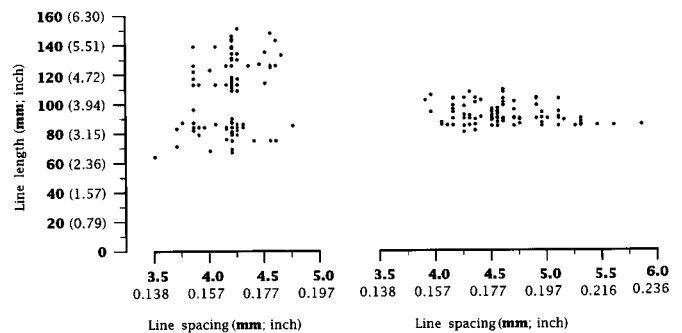 160 (6.30)
140 (5.51)
120 (4.72)
100 (3.94)
80 (3.15)
60 (2.36)
40 (1.57)
20 (0.79)
0
Line length (mm; inch)
3.5 4.0 4.5 5.0
0.138 0.157 0.177 0.197
Line spacing (mm; inch)
3.5 4.0 4.5 5.0 5.5 6.0
0.138 0.157 0.177 0.197 0.216 0.236
Line spacing (mm; inch)